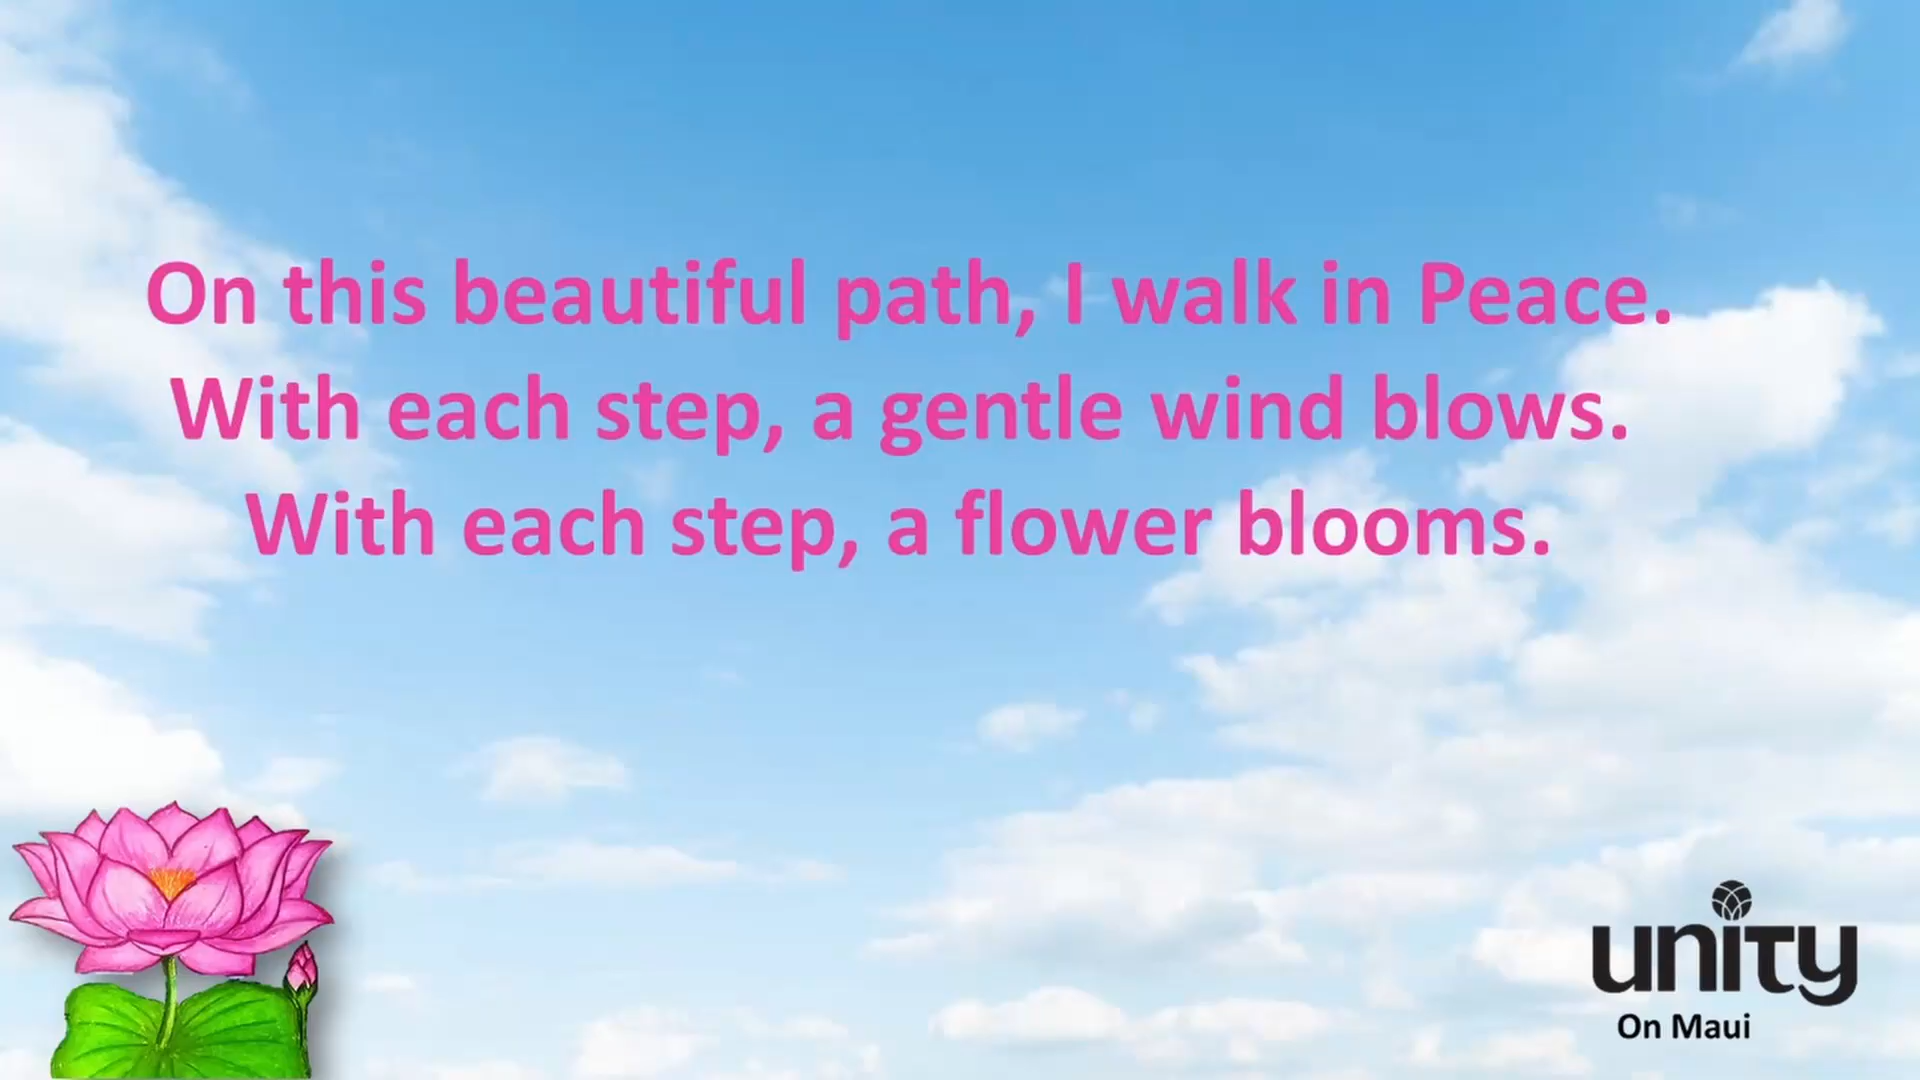 On this beautiful path, I walk in Peace.
With each step, a gentle wind blows.
With each step, a flower blooms.
unity
On Maui